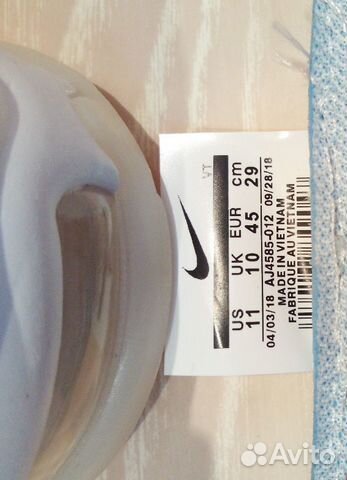 VT
US UK EUR cm
11 10 45 29
04/03/18 AJ4585-012 09/28/18
MADE IN VIETNAM
FABRIQUE AU VIETNAM
Avito